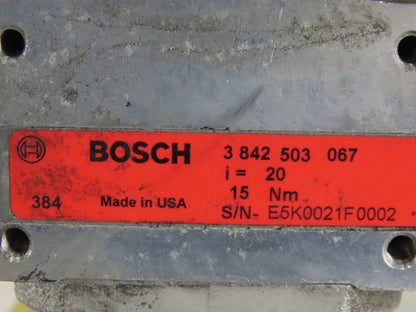 BOSCH 3 842 503 067
i = 20
15 Nm
384 Made in USA
S/N- E5K0021F0002